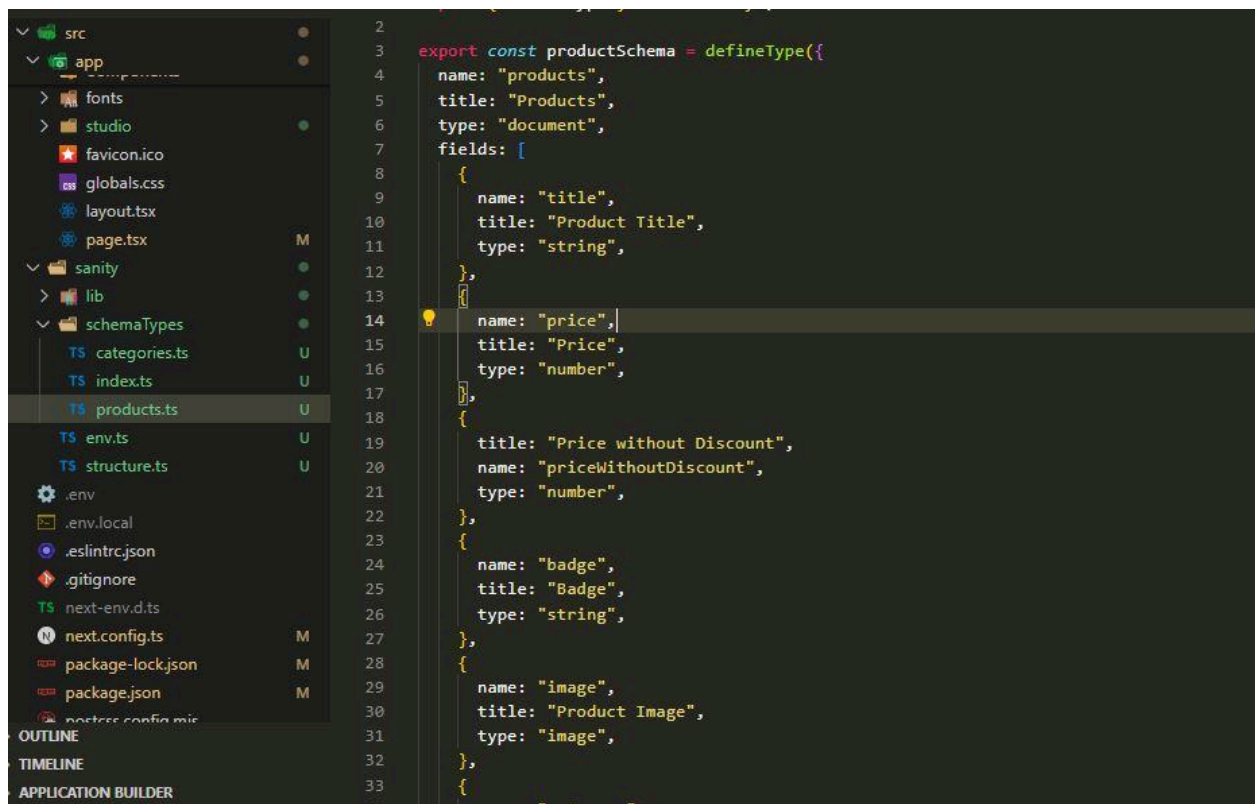 src
app
fonts
studio
favicon.ico
globals.css
layout.tsx
page.tsx M
sanity
lib
schemaTypes
TS categories.ts U
TS index.ts U
TS products.ts U
TS env.ts U
TS structure.ts U
.env
.env.local
.eslintrc.json
.gitignore
TS next-env.d.ts
next.config.ts M
package-lock.json M
package.json M
OUTLINE
TIMELINE
APPLICATION BUILDER
2
3 export const productSchema = defineType({
4 name: "products",
5 title: "Products",
6 type: "document",
7 fields: [
8 {
9 name: "title",
10 title: "Product Title",
11 type: "string",
12 },
13 {
14 name: "price",
15 title: "Price",
16 type: "number",
17 },
18 {
19 title: "Price without Discount",
20 name: "priceWithoutDiscount",
21 type: "number",
22 },
23 {
24 name: "badge",
25 title: "Badge",
26 type: "string",
27 },
28 {
29 name: "image",
30 title: "Product Image",
31 type: "image",
32 },
33 {